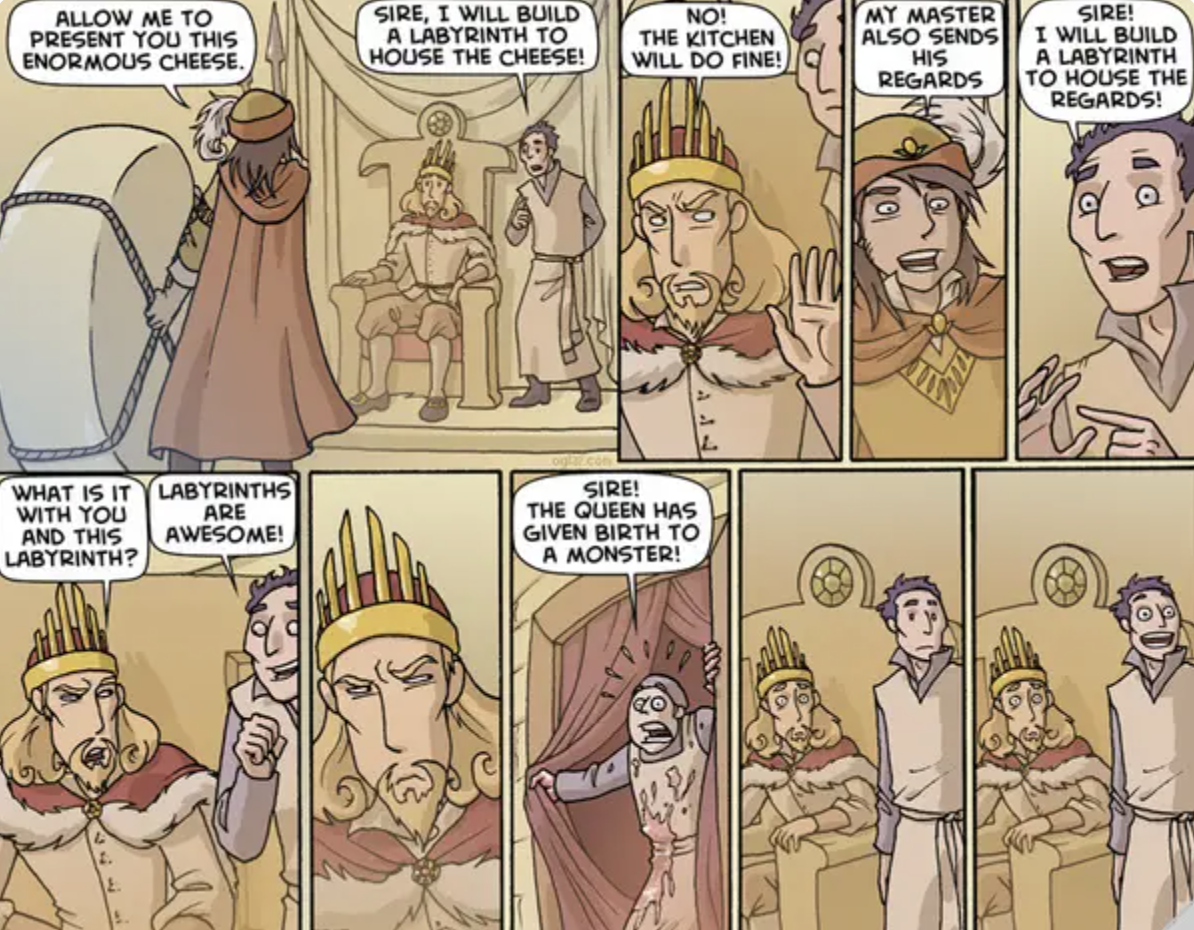 ALLOW ME TO
PRESENT YOU THIS
ENORMOUS CHEESE.
SIRE, I WILL BUILD
A LABYRINTH TO
HOUSE THE CHEESE!
NO!
THE KITCHEN
WILL DO FINE!
MY MASTER
ALSO SENDS
HIS
REGARDS
SIRE!
I WILL BUILD
A LABYRINTH
TO HOUSE THE
REGARDS!
WHAT IS IT
WITH YOU
AND THIS
LABYRINTH?
LABYRINTHS
ARE
AWESOME!
SIRE!
THE QUEEN HAS
GIVEN BIRTH TO
A MONSTER!